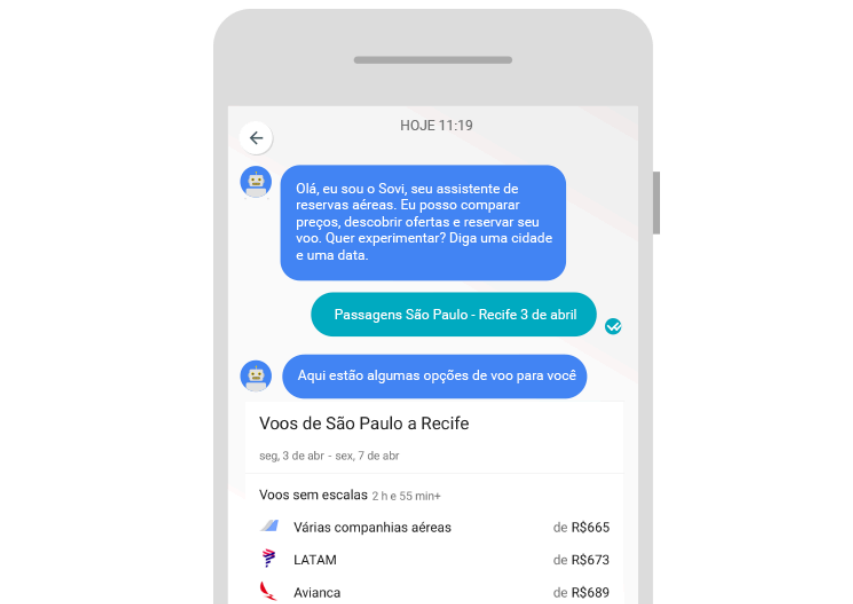 HOJE 11:19
Olá, eu sou o Sovi, seu assistente de
reservas aéreas. Eu posso comparar
preços, descobrir ofertas e reservar seu
voo. Quer experimentar? Diga uma cidade
e uma data.
Passagens São Paulo - Recife 3 de abril
Aqui estão algumas opções de voo para você
Voos de São Paulo a Recife
seg, 3 de abr - sex, 7 de abr
Voos sem escalas 2 h e 55 min+
Várias companhias aéreas de R$665
LATAM de R$673
Avianca de R$689